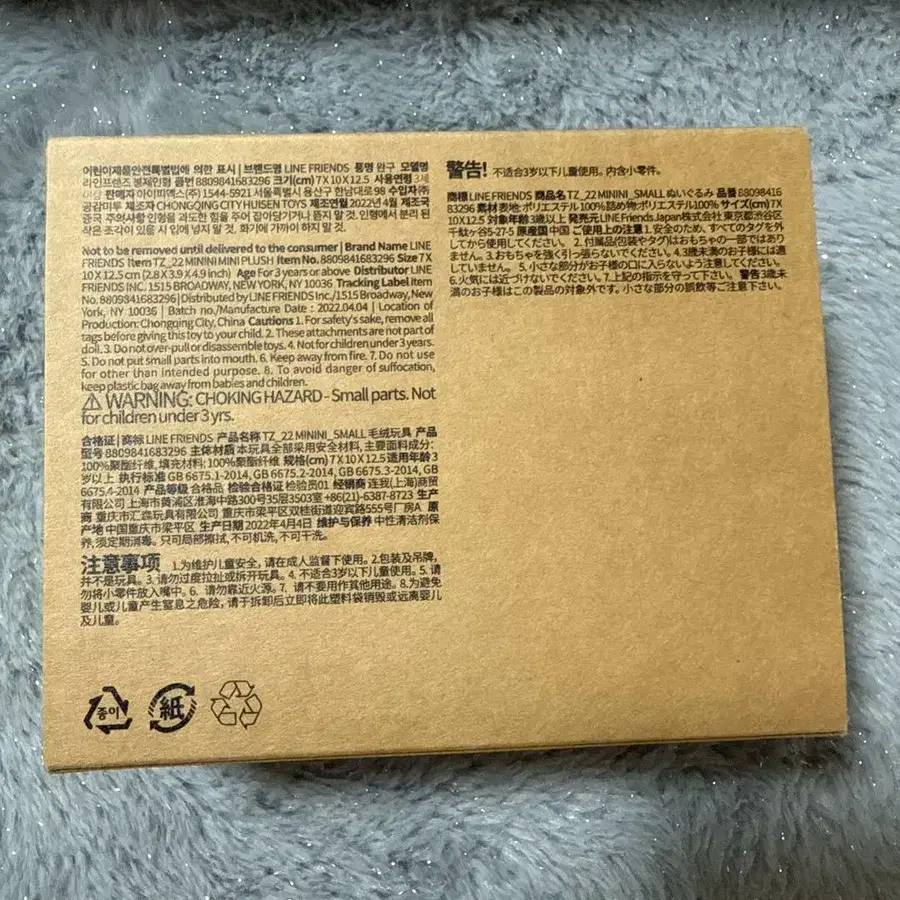 어린이제품안전특별법에 의한 표시 | 브랜드명 LINE FRIENDS 품명 완구 모델명
라인프렌즈 봉제인형 품번 8809841683296 크기(cm) 7 X 10 X 12.5 사용연령 3세
이상 판매자 아이피엑스(주) 1544-5921 서울특별시 용산구 한남대로 98 수입자 (주)
공감미투 제조자 CHONGQING CITY HUISEN TOYS 제조연월 2022년 4월 제조국
중국 주의사항 인형을 과도한 힘을 주어 잡아당기거나 뜯지 말 것. 인형에서 분리 된
작은 조각이 있을 시 입에 넣지 말 것. 화기에 가까이 하지 말 것.
Not to be removed until delivered to the consumer | Brand Name LINE
FRIENDS Item TZ_22 MININI MINI PLUSH Item No. 8809841683296 Size 7 X
10 X 12.5 cm (2.8 X 3.9 X 4.9 inch) Age For 3 years or above Distributor LINE
FRIENDS INC. 1515 BROADWAY, NEW YORK, NY 10036 Tracking Label Item
No. 8809841683296 | Distributed by LINE FRIENDS INC./1515 Broadway, New
York, NY 10036 | Batch no./Manufacture Date : 2022.04.04 | Location of
Production: Chongqing City, China Cautions 1. For safety's sake, remove all
tags before giving this toy to your child. 2. These attachments are not part of
doll. 3. Do not over-pull or disassemble toys. 4. Not for children under 3 years.
5. Do not put small parts into mouth. 6. Keep away from fire. 7. Do not use
for other than intended purpose. 8. To avoid danger of suffocation,
keep plastic bag away from babies and children.
⚠ WARNING: CHOKING HAZARD - Small parts. Not
for children under 3 yrs.
合格证 | 商标 LINE FRIENDS 产品名称 TZ_22 MININI_SMALL 毛绒玩具 产品
型号 8809841683296 主体材质 本玩具全部采用安全材料, 主要面料成分:
100%聚酯纤维, 填充材料: 100%聚酯纤维 规格(cm) 7 X 10 X 12.5 适用年龄 3
岁以上 执行标准 GB 6675.1-2014, GB 6675.2-2014, GB 6675.3-2014, GB
6675.4-2014 产品等级 合格品 检验合格证 检验员01 经销商 连我(上海)商贸
有限公司 上海市黄浦区淮海中路300号35层3503室 +86(21)-6387-8723 生产
商 重庆市汇森玩具有限公司 重庆市梁平区双桂街道迎宾路555号厂房A 原
产地 中国重庆市梁平区 生产日期 2022年4月4日 维护与保养 中性清洁剂保
养, 须定期消毒。只可局部擦拭, 不可机洗, 不可干洗。
注意事项 1.为维护儿童安全, 请在成人监督下使用。2.包装及吊牌,
并不是玩具。3. 请勿过度拉扯或拆开玩具。4. 不适合3岁以下儿童使用。5. 请
勿将小零件放入嘴中。6. 请勿靠近火源。7. 请不要用作其他用途。8.为避免
婴儿或儿童产生窒息之危险, 请于拆卸后立即将此塑料袋销毁或远离婴儿
及儿童。
종이
紙
警告! 不适合3岁以下儿童使用。内含小零件。
商標 LINE FRIENDS 商品名 TZ_22 MININI_SMALL ぬいぐるみ 品番 88098416
83296 素材 表地: ポリエステル100% 詰め物:ポリエステル100% サイズ(cm) 7 X
10 X 12.5 対象年齢 3歳以上 発売元 LINE Friends Japan株式会社 東京都渋谷区
千駄ヶ谷5-27-5 原産国 中国 ご使用上の注意 1. 安全のため、すべてのタグを外
してから使用してください。 2. 付属品(包装やタグ)はおもちゃの一部ではあり
ません。3. おもちゃを強く引っ張らないでください。 4. 3歳未満のお子様には適
していません。 5. 小さな部分がお子様の口に入らないよう注意してください。
6. 火気には近づけないでください。7. 上記の指示を守って下さい。 警告 3歳未
満のお子様はこの製品の対象外です。小さな部分の誤飲等ご注意下さい。